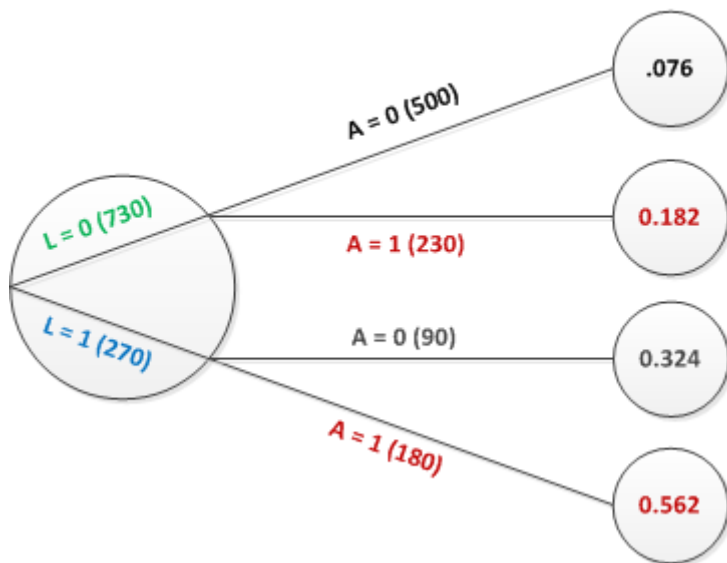 A = 0 (500)
.076
L = 0 (730)
A = 1 (230)
0.182
L = 1 (270)
A = 0 (90)
0.324
A = 1 (180)
0.562